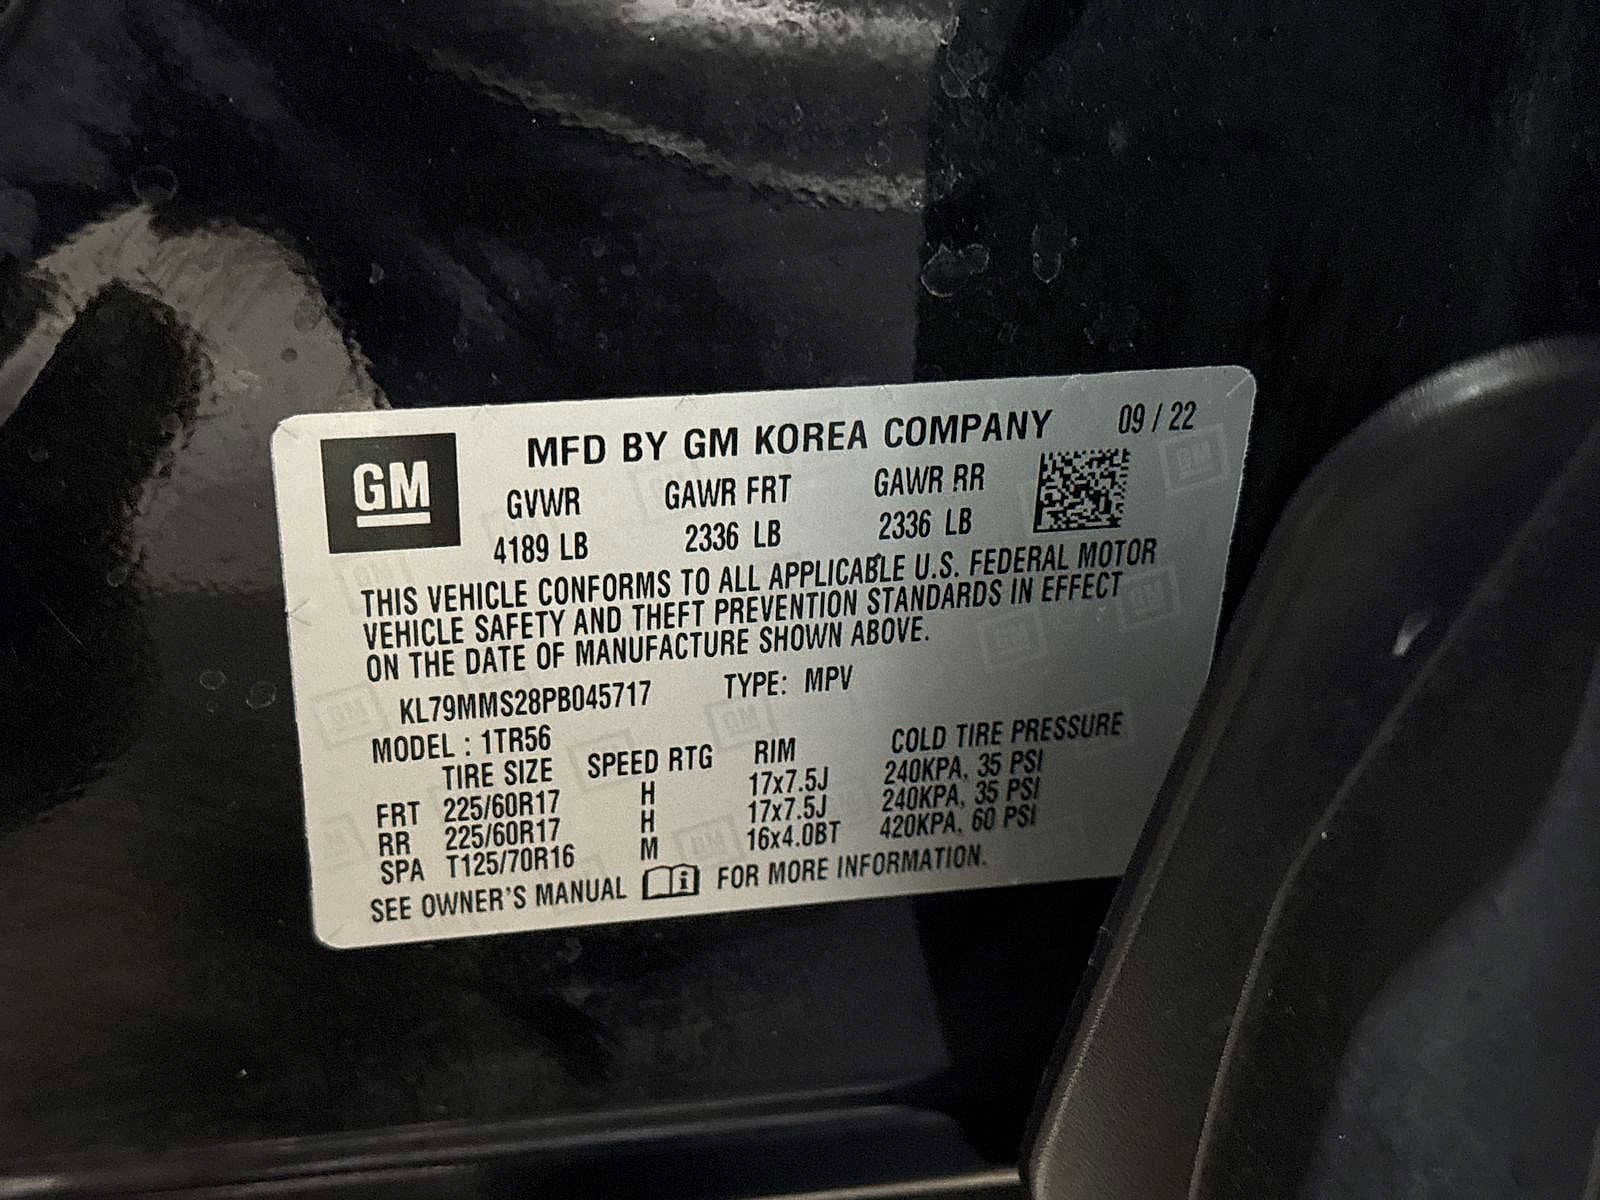 GM
MFD BY GM KOREA COMPANY 09 / 22
GVWR GAWR FRT GAWR RR
4189 LB 2336 LB 2336 LB
THIS VEHICLE CONFORMS TO ALL APPLICABLE U.S. FEDERAL MOTOR
VEHICLE SAFETY AND THEFT PREVENTION STANDARDS IN EFFECT
ON THE DATE OF MANUFACTURE SHOWN ABOVE.
KL79MMS28PB045717 TYPE: MPV
MODEL : 1TR56
TIRE SIZE SPEED RTG RIM COLD TIRE PRESSURE
FRT 225/60R17 H 17x7.5J 240KPA, 35 PSI
RR 225/60R17 H 17x7.5J 240KPA, 35 PSI
SPA T125/70R16 M 16x4.0BT 420KPA, 60 PSI
SEE OWNER'S MANUAL i FOR MORE INFORMATION.